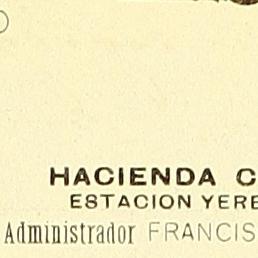 HACIENDA C
ESTACION YERE
Administrador FRANCIS